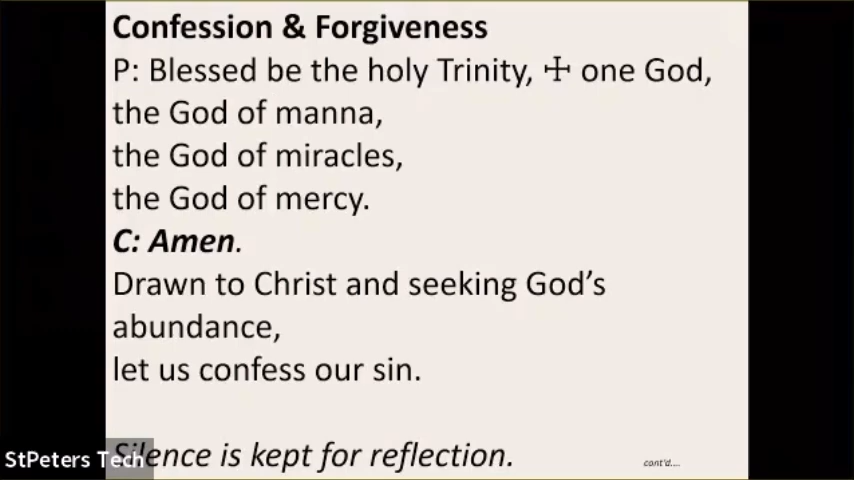 Confession & Forgiveness
P: Blessed be the holy Trinity, ☩ one God,
the God of manna,
the God of miracles,
the God of mercy.
C: Amen.
Drawn to Christ and seeking God’s
abundance,
let us confess our sin.
Silence is kept for reflection.
cont'd....
StPeters Tech